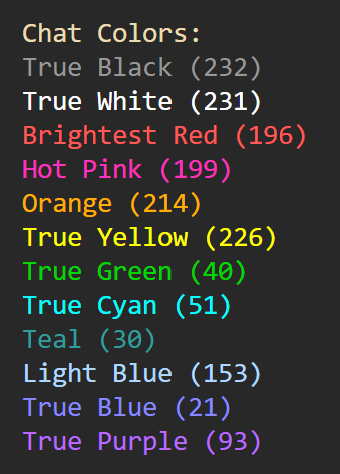 Chat Colors:
True Black (232)
True White (231)
Brightest Red (196)
Hot Pink (199)
Orange (214)
True Yellow (226)
True Green (40)
True Cyan (51)
Teal (30)
Light Blue (153)
True Blue (21)
True Purple (93)